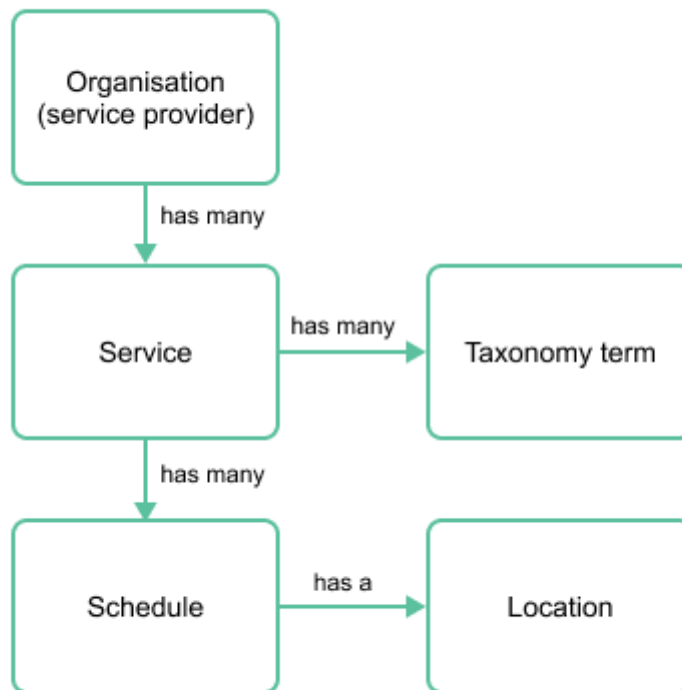 Organisation
(service provider)
has many
Service
has many
Taxonomy term
has many
Schedule
has a
Location